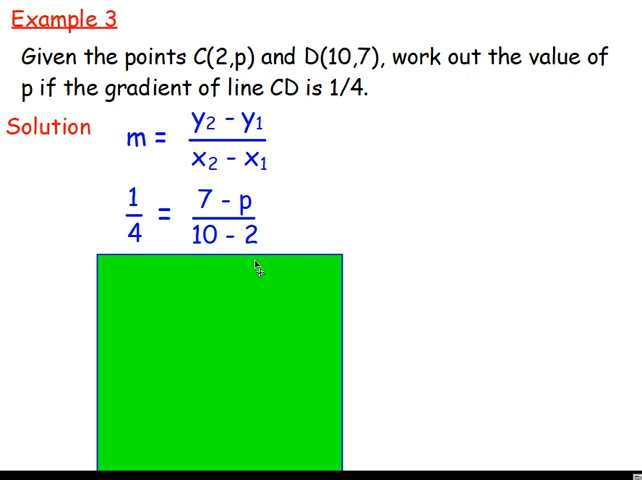 Example 3
Given the points C(2,p) and D(10,7), work out the value of
p if the gradient of line CD is 1/4.
Solution
m = y₂ - y₁ / x₂ - x₁
1/4 = 7 - p / 10 - 2